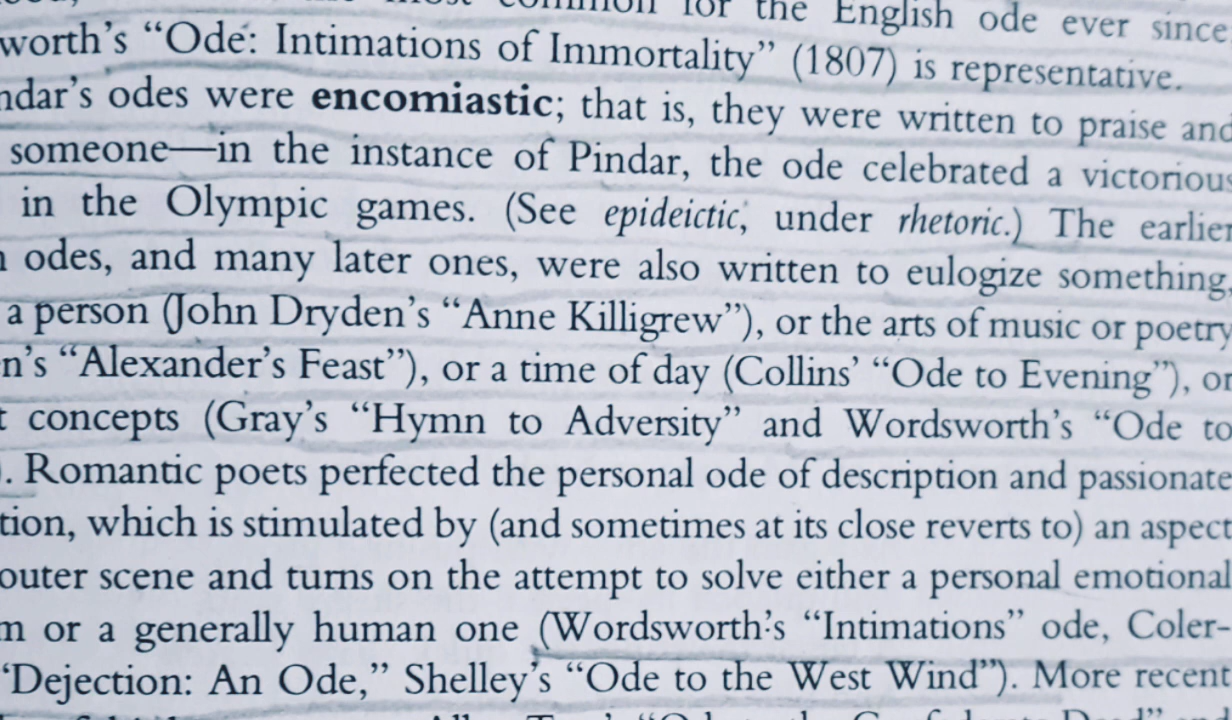 common for the English ode ever since
worth’s “Ode: Intimations of Immortality” (1807) is representative.
ndar’s odes were encomiastic; that is, they were written to praise and
someone—in the instance of Pindar, the ode celebrated a victorious
in the Olympic games. (See epideictic, under rhetoric.) The earlier
odes, and many later ones, were also written to eulogize something,
a person (John Dryden’s “Anne Killigrew”), or the arts of music or poetry
n’s “Alexander’s Feast”), or a time of day (Collins’ “Ode to Evening”), or
t concepts (Gray’s “Hymn to Adversity” and Wordsworth’s “Ode to
). Romantic poets perfected the personal ode of description and passionate
tion, which is stimulated by (and sometimes at its close reverts to) an aspect
outer scene and turns on the attempt to solve either a personal emotional
m or a generally human one (Wordsworth’s “Intimations” ode, Coler-
“Dejection: An Ode,” Shelley’s “Ode to the West Wind”). More recent